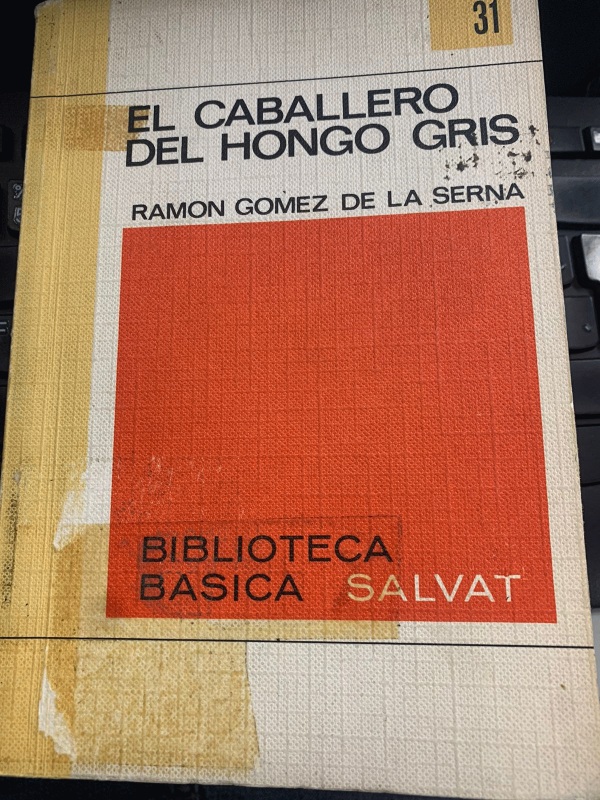 31
EL CABALLERO
DEL HONGO GRIS
RAMON GOMEZ DE LA SERNA
BIBLIOTECA
BASICA SALVAT